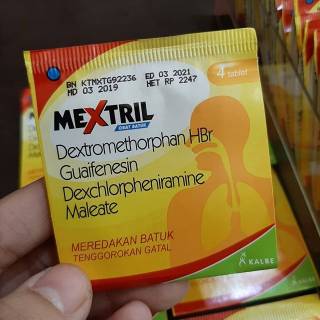 BN KTMXTG92236 ED 03 2021
MD 03 2019 HET RP 2247
4 tablet
MEXTRIL
OBAT BATUK
Dextromethorphan HBr
Guaifenesin
Dexchlorpheniramine
Maleate
MEREDAKAN BATUK
TENGGOROKAN GATAL
KALBE